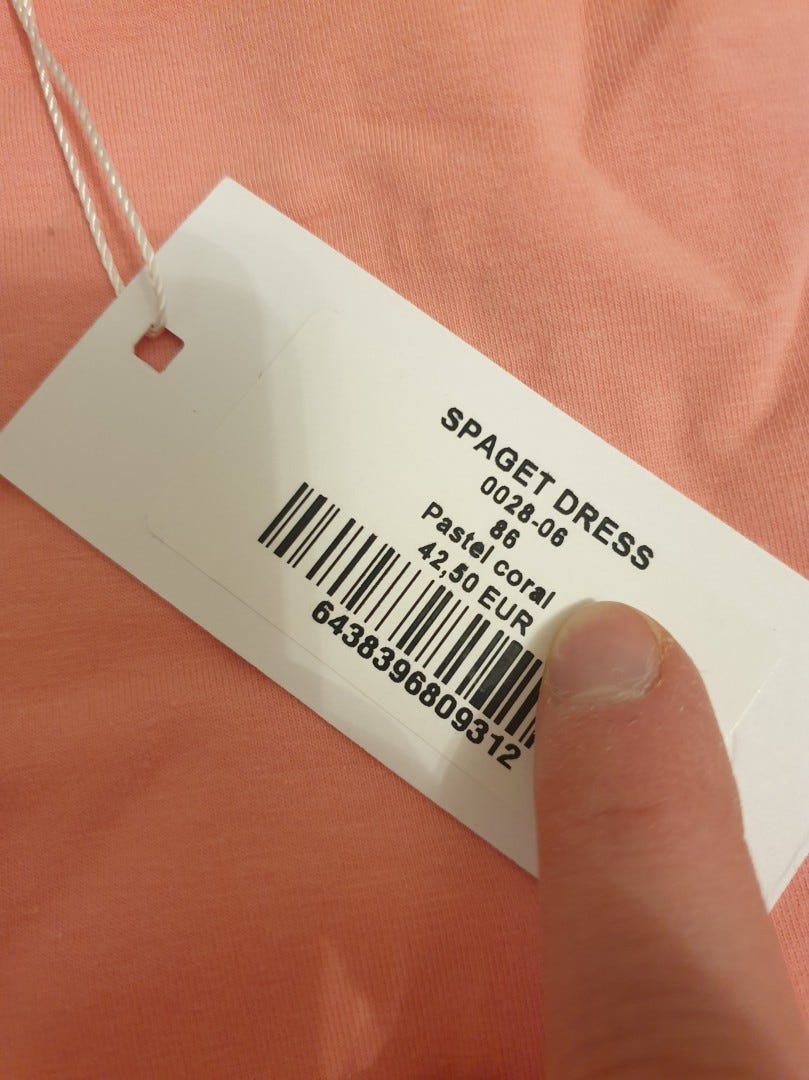 SPAGET DRESS
0028-06
86
Pastel coral
42,50 EUR
6438396809312